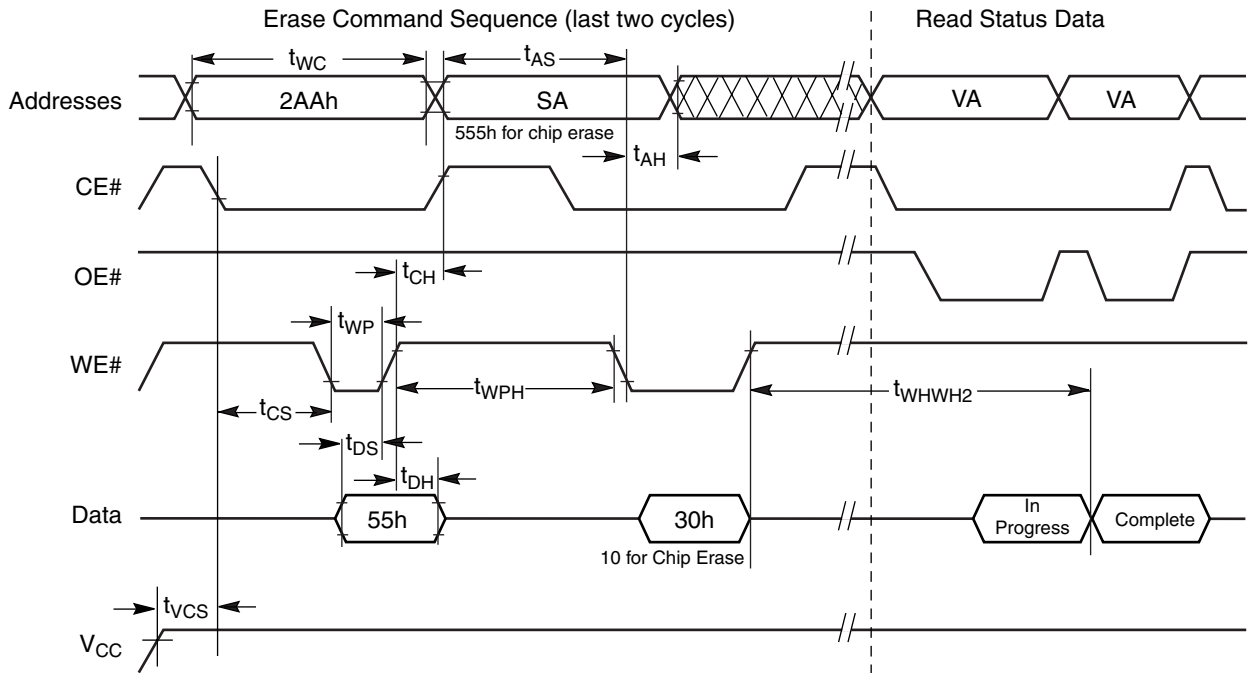 Erase Command Sequence (last two cycles)
Read Status Data
tWC
tAS
Addresses
2AAh
SA
VA
VA
555h for chip erase
tAH
CE#
OE#
tCH
tWP
WE#
tWPH
tWHWH2
tCS
tDS
tDH
Data
55h
30h
In
Progress
Complete
10 for Chip Erase
tVCS
VCC